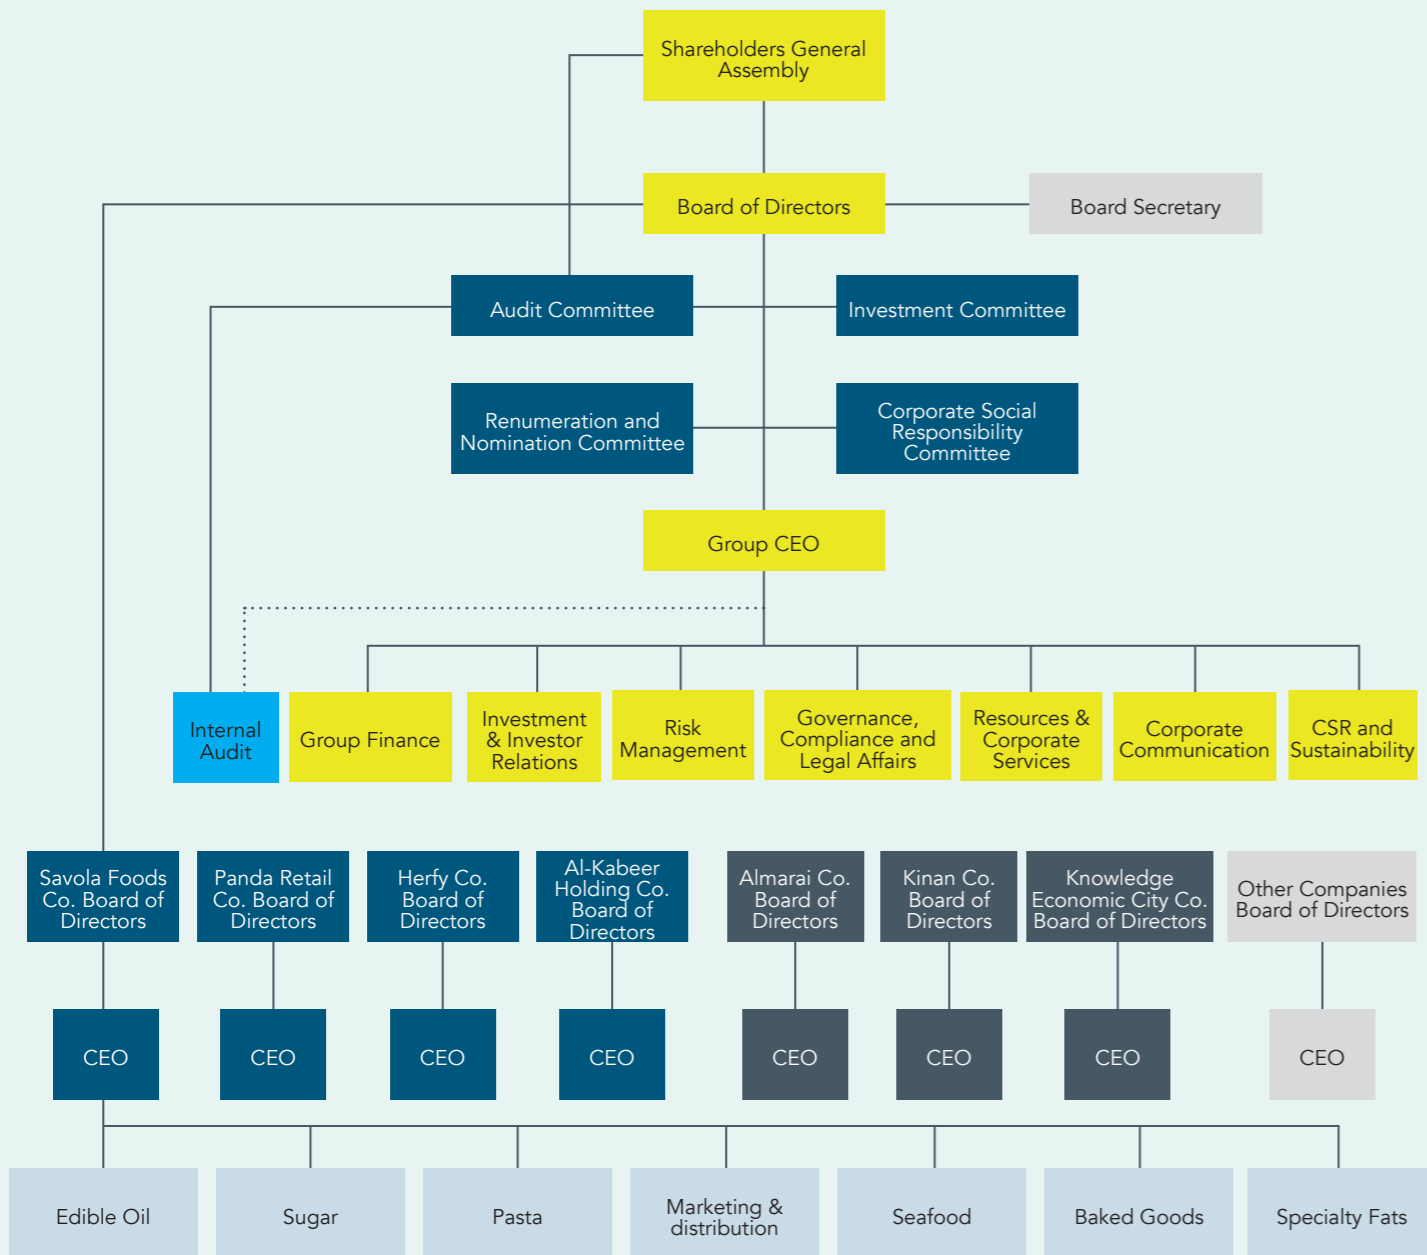 Shareholders General
Assembly
Board of Directors
Board Secretary
Audit Committee
Investment Committee
Renumeration and
Nomination Committee
Corporate Social
Responsibility
Committee
Group CEO
Internal
Audit
Group Finance
Investment
& Investor
Relations
Risk
Management
Governance,
Compliance and
Legal Affairs
Resources &
Corporate
Services
Corporate
Communication
CSR and
Sustainability
Savola Foods
Co. Board of
Directors
Panda Retail
Co. Board of
Directors
Herfy Co.
Board of
Directors
Al-Kabeer
Holding Co.
Board of
Directors
Almarai Co.
Board of
Directors
Kinan Co.
Board of
Directors
Knowledge
Economic City Co.
Board of Directors
Other Companies
Board of Directors
CEO
CEO
CEO
CEO
CEO
CEO
CEO
CEO
Edible Oil
Sugar
Pasta
Marketing &
distribution
Seafood
Baked Goods
Specialty Fats